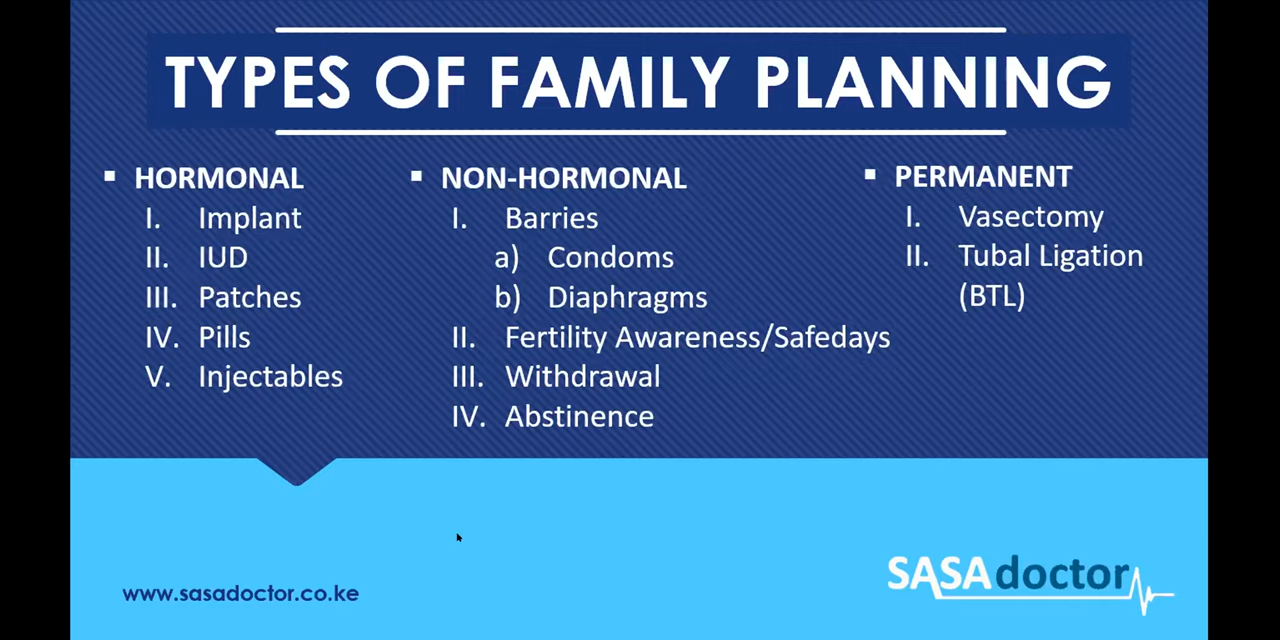 TYPES OF FAMILY PLANNING
▪ HORMONAL
I. Implant
II. IUD
III. Patches
IV. Pills
V. Injectables
▪ NON-HORMONAL
I. Barries
a) Condoms
b) Diaphragms
II. Fertility Awareness/Safedays
III. Withdrawal
IV. Abstinence
▪ PERMANENT
I. Vasectomy
II. Tubal Ligation
(BTL)
www.sasadoctor.co.ke
SASAdoctor